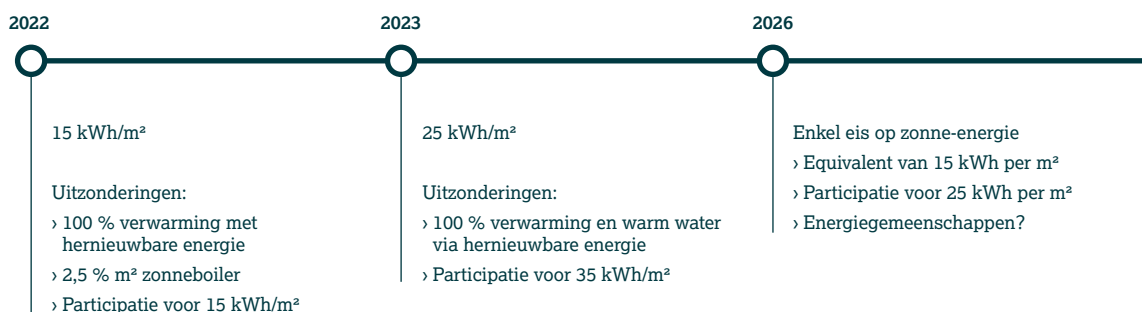 2022
15 kWh/m²
Uitzonderingen:
› 100 % verwarming met
hernieuwbare energie
› 2,5 % m² zonneboiler
› Participatie voor 15 kWh/m²
2023
25 kWh/m²
Uitzonderingen:
› 100 % verwarming en warm water
via hernieuwbare energie
› Participatie voor 35 kWh/m²
2026
Enkel eis op zonne-energie
› Equivalent van 15 kWh per m²
› Participatie voor 25 kWh per m²
› Energiegemeenschappen?